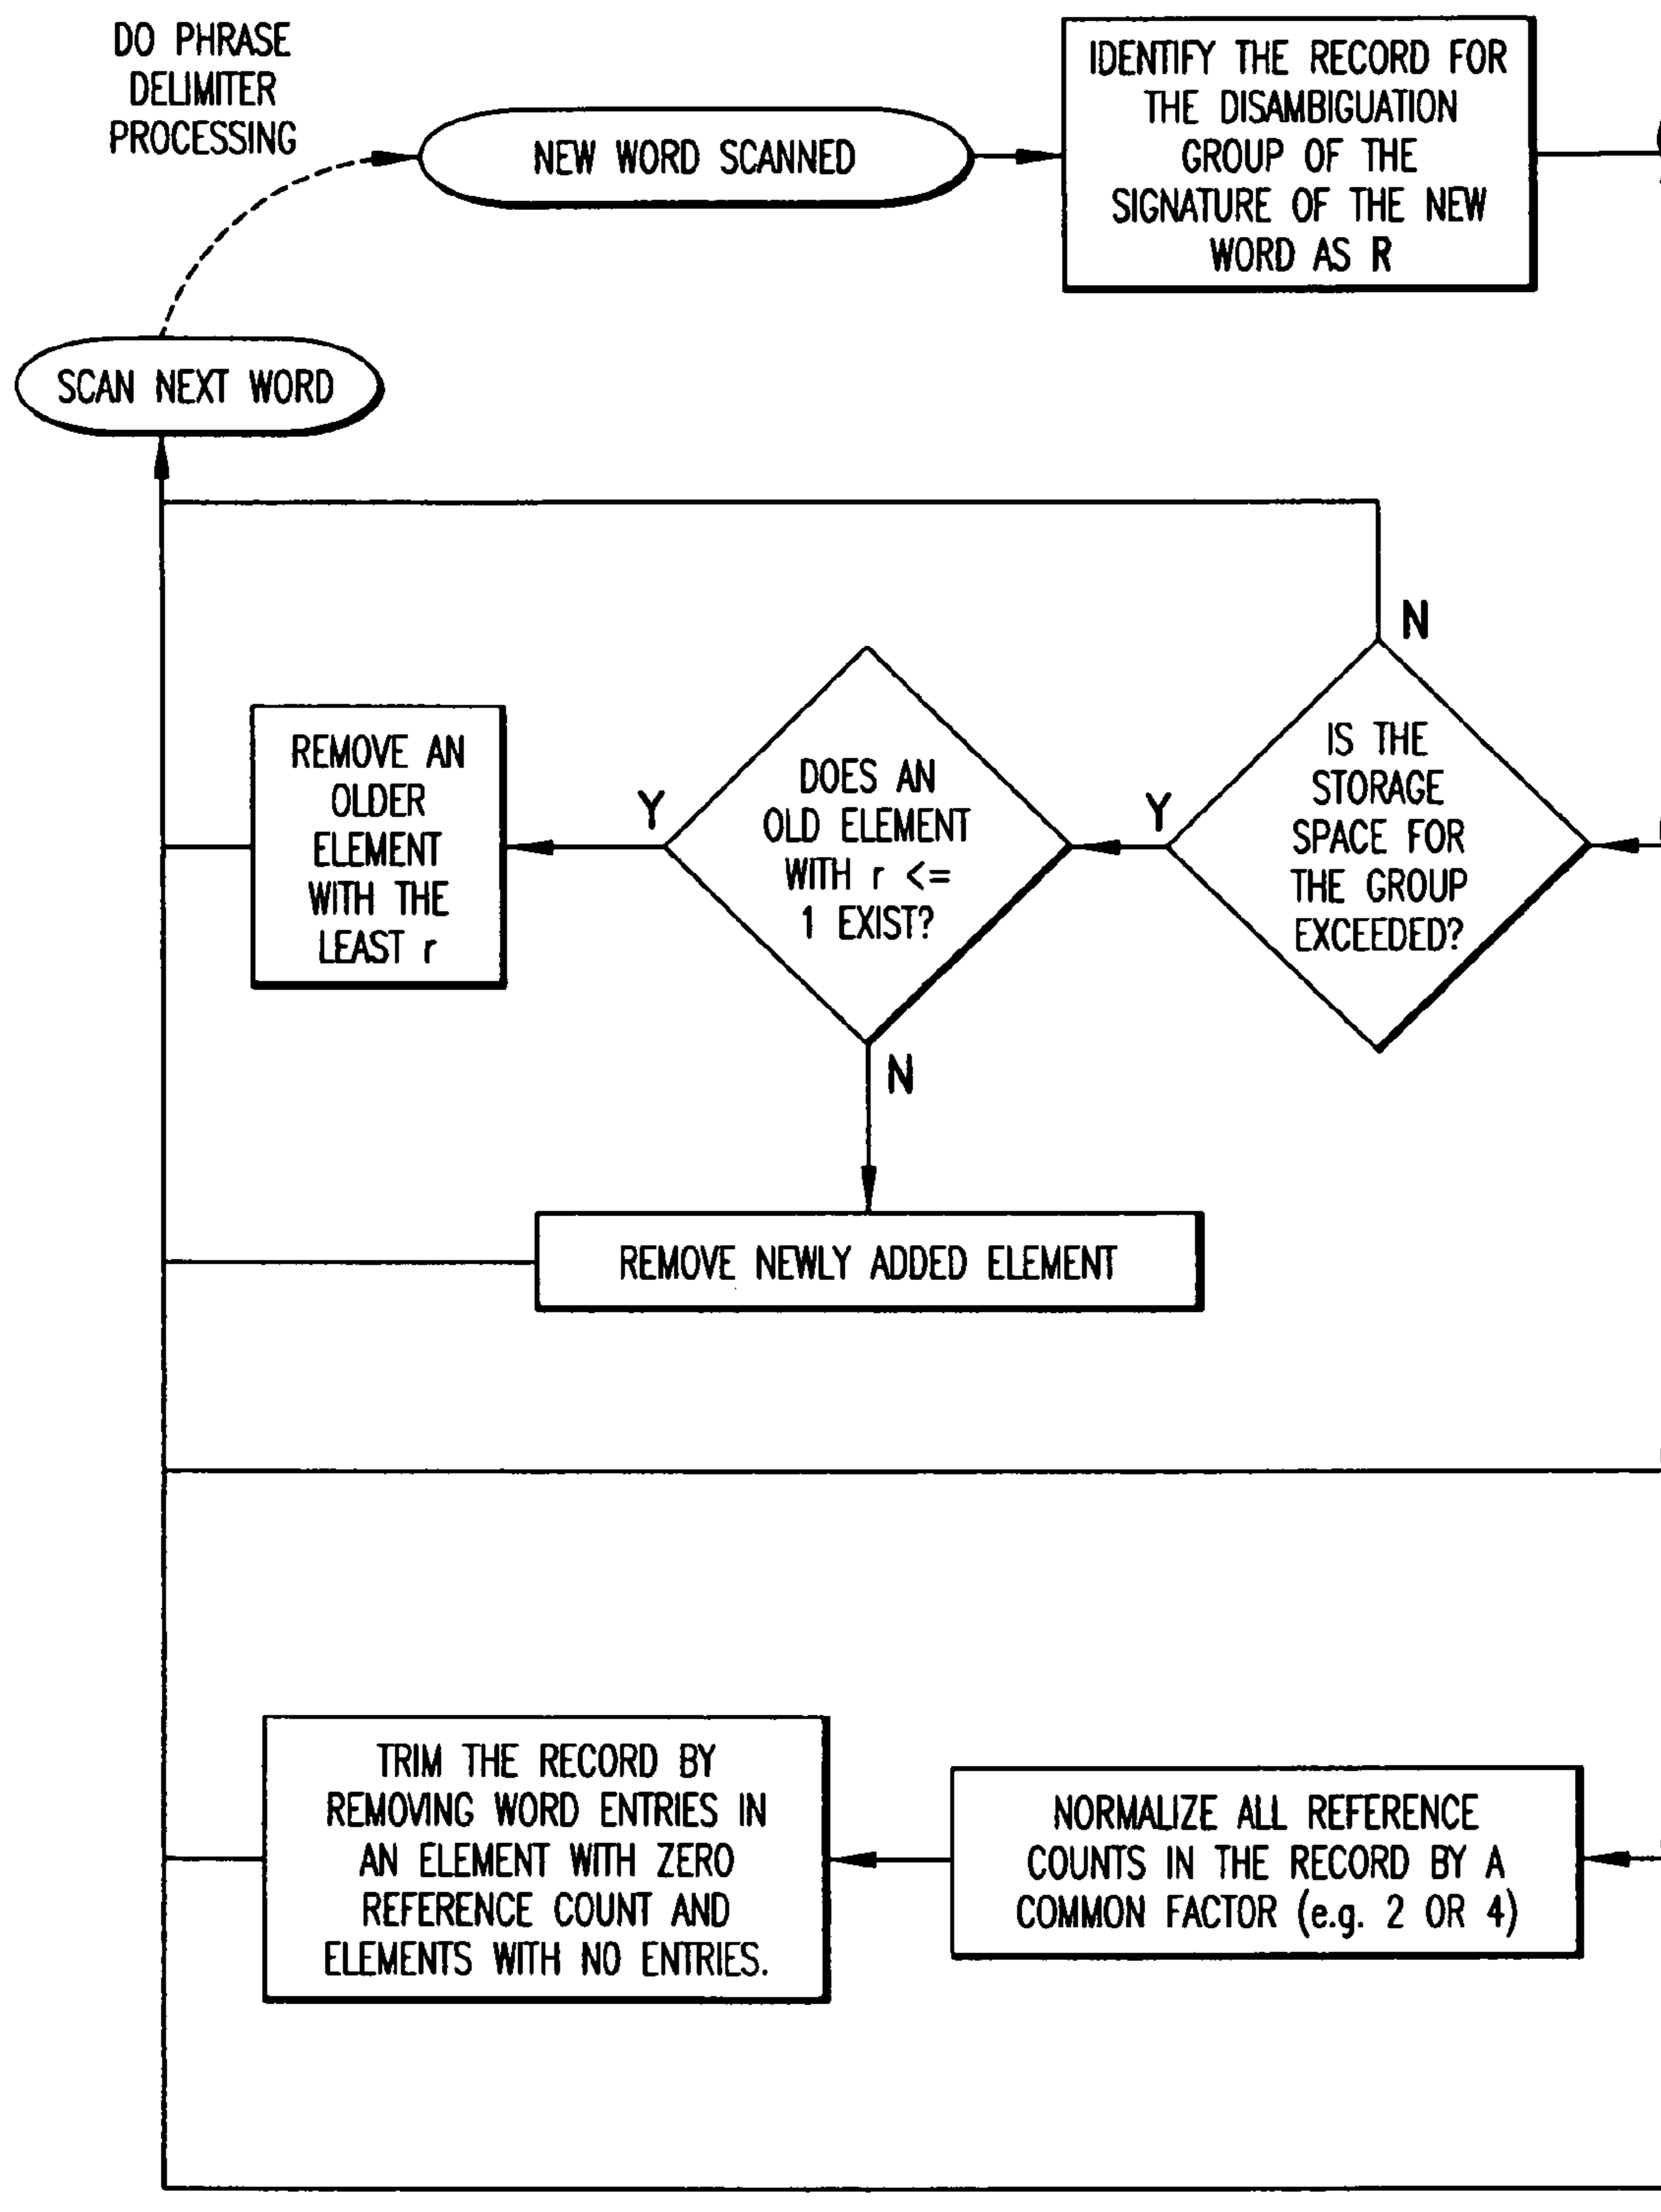 DO PHRASE
DELIMITER
PROCESSING
NEW WORD SCANNED
IDENTIFY THE RECORD FOR
THE DISAMBIGUATION
GROUP OF THE
SIGNATURE OF THE NEW
WORD AS R
SCAN NEXT WORD
N
IS THE
STORAGE
SPACE FOR
THE GROUP
EXCEEDED?
Y
DOES AN
OLD ELEMENT
WITH r <=
1 EXIST?
Y
REMOVE AN
OLDER
ELEMENT
WITH THE
LEAST r
N
REMOVE NEWLY ADDED ELEMENT
TRIM THE RECORD BY
REMOVING WORD ENTRIES IN
AN ELEMENT WITH ZERO
REFERENCE COUNT AND
ELEMENTS WITH NO ENTRIES.
NORMALIZE ALL REFERENCE
COUNTS IN THE RECORD BY A
COMMON FACTOR (e.g. 2 OR 4)